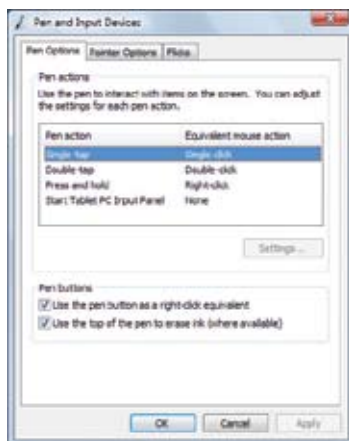 Pen and Input Devices
Pen Options Pointer Options Flicks
Pen actions
Use the pen to interact with items on the screen. You can adjust
the settings for each pen action.
Pen action Equivalent mouse action
Single tap Single-click
Double-tap Double-click
Press and hold Right-click
Start Tablet PC Input Panel None
Settings...
Pen buttons
Use the pen button as a right-click equivalent
Use the top of the pen to erase ink (where available)
OK Cancel Apply